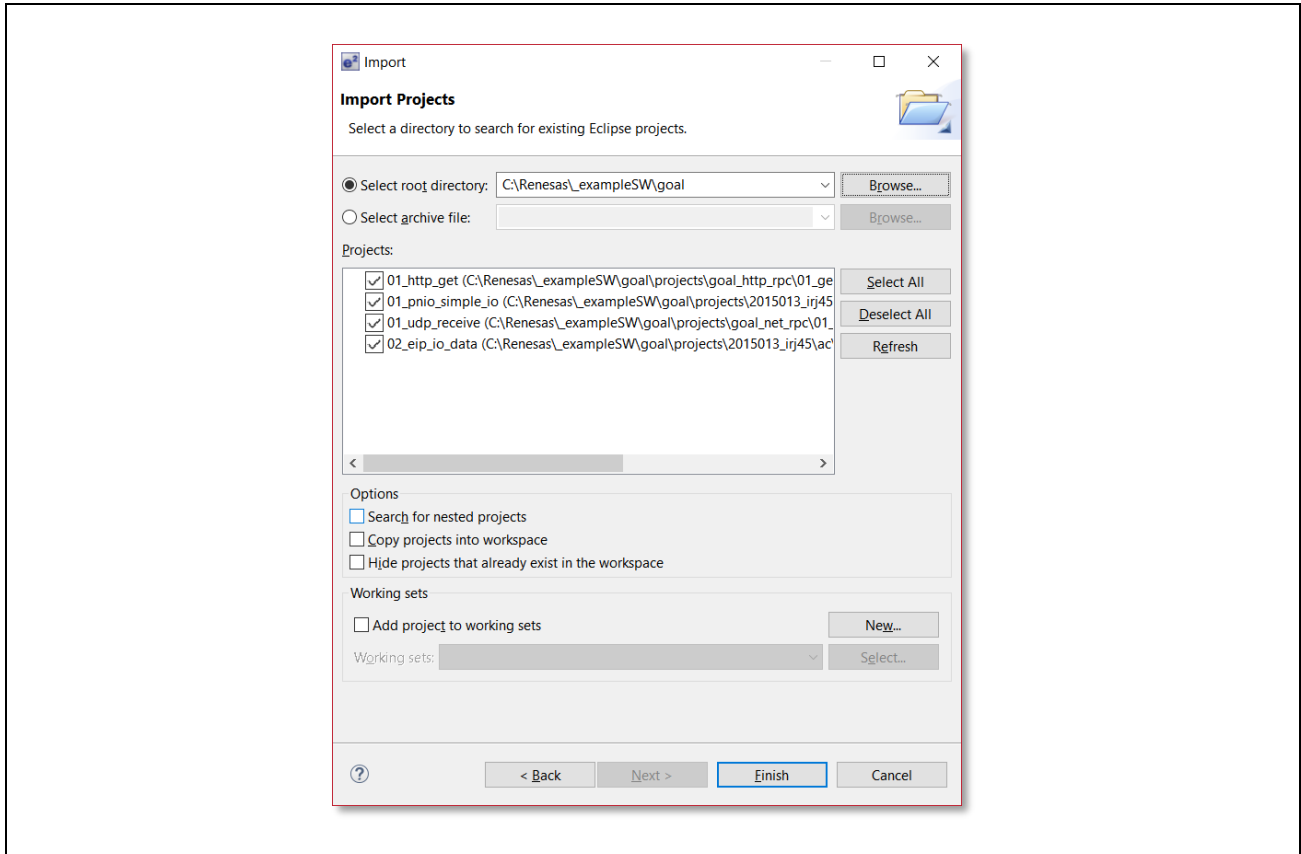 e² Import
Import Projects
Select a directory to search for existing Eclipse projects.
Select root directory: C:\Renesas\_exampleSW\goal Browse...
Select archive file: Browse...
Projects:
01_http_get (C:\Renesas\_exampleSW\goal\projects\goal_http_rpc\01_ge
01_pnio_simple_io (C:\Renesas\_exampleSW\goal\projects\2015013_irj45
01_udp_receive (C:\Renesas\_exampleSW\goal\projects\goal_net_rpc\01_
02_eip_io_data (C:\Renesas\_exampleSW\goal\projects\2015013_irj45\ac\
Select All
Deselect All
Refresh
Options
Search for nested projects
Copy projects into workspace
Hide projects that already exist in the workspace
Working sets
Add project to working sets New...
Working sets: Select...
? < Back Next > Finish Cancel